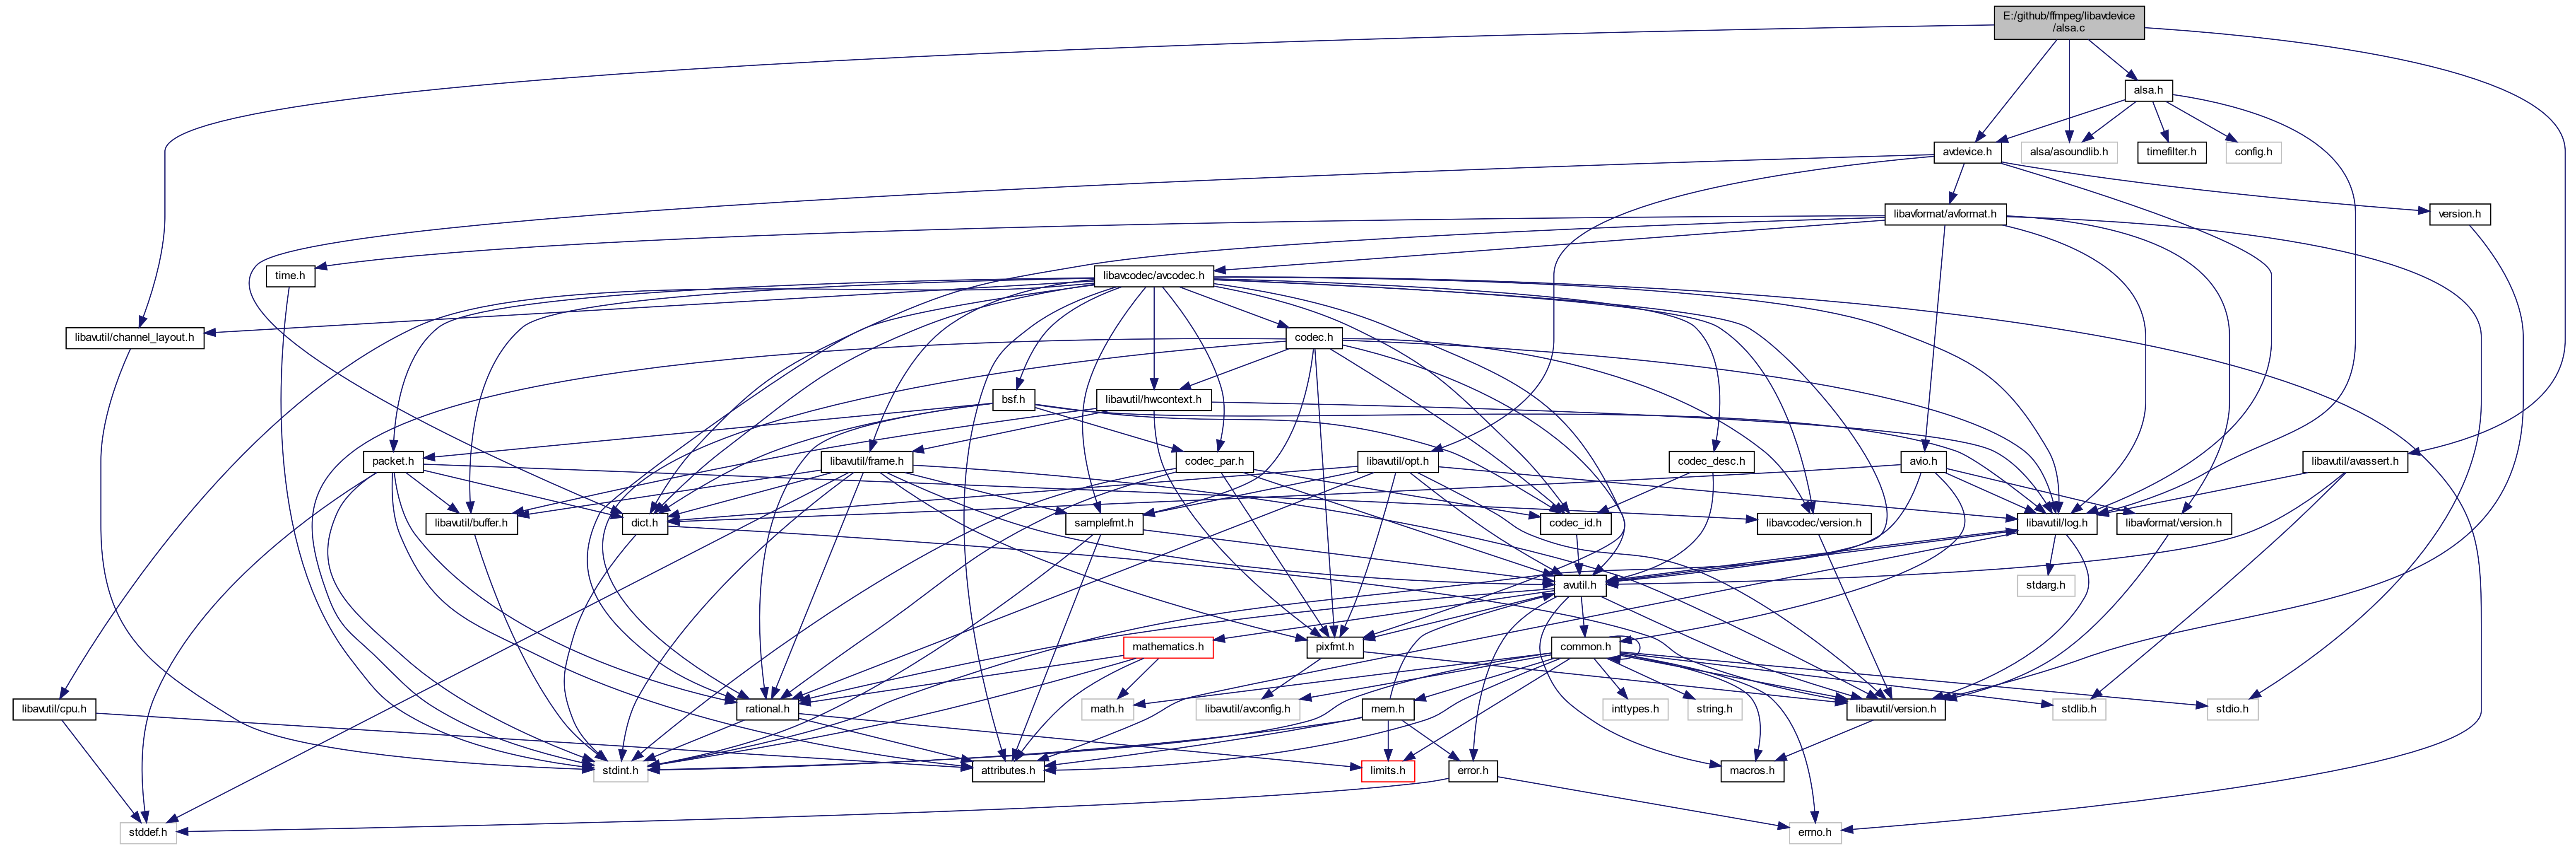 E:/github/ffmpeg/libavdevice
/alsa.c
alsa.h
avdevice.h
alsa/asoundlib.h
timefilter.h
config.h
libavformat/avformat.h
version.h
time.h
libavcodec/avcodec.h
libavutil/channel_layout.h
codec.h
bsf.h
libavutil/hwcontext.h
packet.h
libavutil/frame.h
codec_par.h
libavutil/opt.h
codec_desc.h
avio.h
libavutil/avassert.h
libavutil/buffer.h
dict.h
samplefmt.h
codec_id.h
libavcodec/version.h
libavutil/log.h
libavformat/version.h
avutil.h
stdarg.h
mathematics.h
pixfmt.h
common.h
libavutil/cpu.h
rational.h
math.h
libavutil/avconfig.h
mem.h
inttypes.h
string.h
libavutil/version.h
stdlib.h
stdio.h
stdint.h
attributes.h
limits.h
error.h
macros.h
stddef.h
errno.h